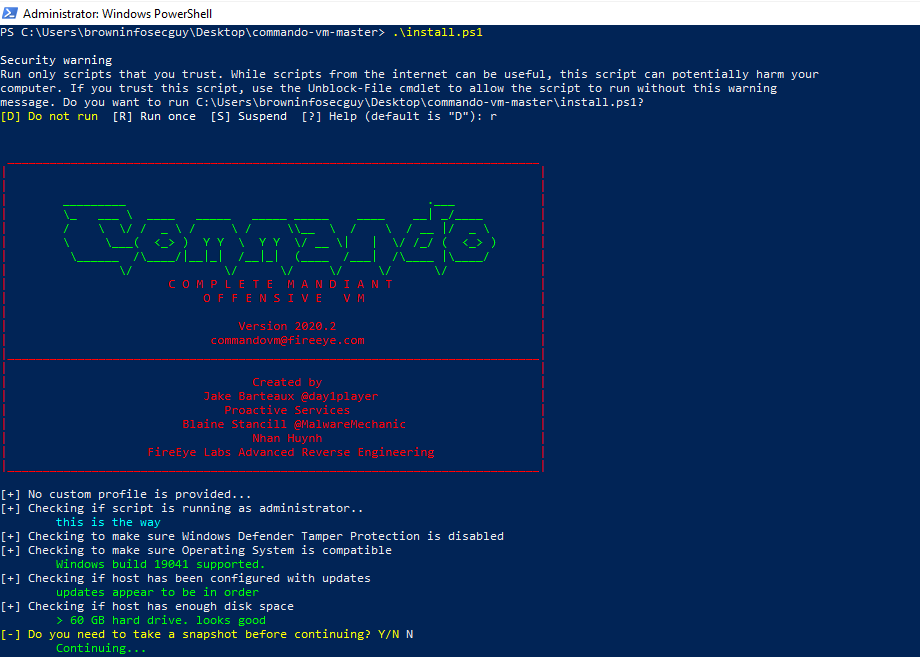 Administrator: Windows PowerShell
PS C:\Users\browninfosecguy\Desktop\commando-vm-master> .\install.ps1
Security warning
Run only scripts that you trust. While scripts from the internet can be useful, this script can potentially harm your
computer. If you trust this script, use the Unblock-File cmdlet to allow the script to run without this warning
message. Do you want to run C:\Users\browninfosecguy\Desktop\commando-vm-master\install.ps1?
[D] Do not run  [R] Run once  [S] Suspend  [?] Help (default is "D"): r
Commando
C O M P L E T E  M A N D I A N T
O F F E N S I V E  V M
Version 2020.2
commandovm@fireeye.com
Created by
Jake Barteaux @day1player
Proactive Services
Blaine Stancill @MalwareMechanic
Nhan Huynh
FireEye Labs Advanced Reverse Engineering
[+] No custom profile is provided...
[+] Checking if script is running as administrator..
this is the way
[+] Checking to make sure Windows Defender Tamper Protection is disabled
[+] Checking to make sure Operating System is compatible
Windows build 19041 supported.
[+] Checking if host has been configured with updates
updates appear to be in order
[+] Checking if host has enough disk space
> 60 GB hard drive. looks good
[-] Do you need to take a snapshot before continuing? Y/N N
Continuing...